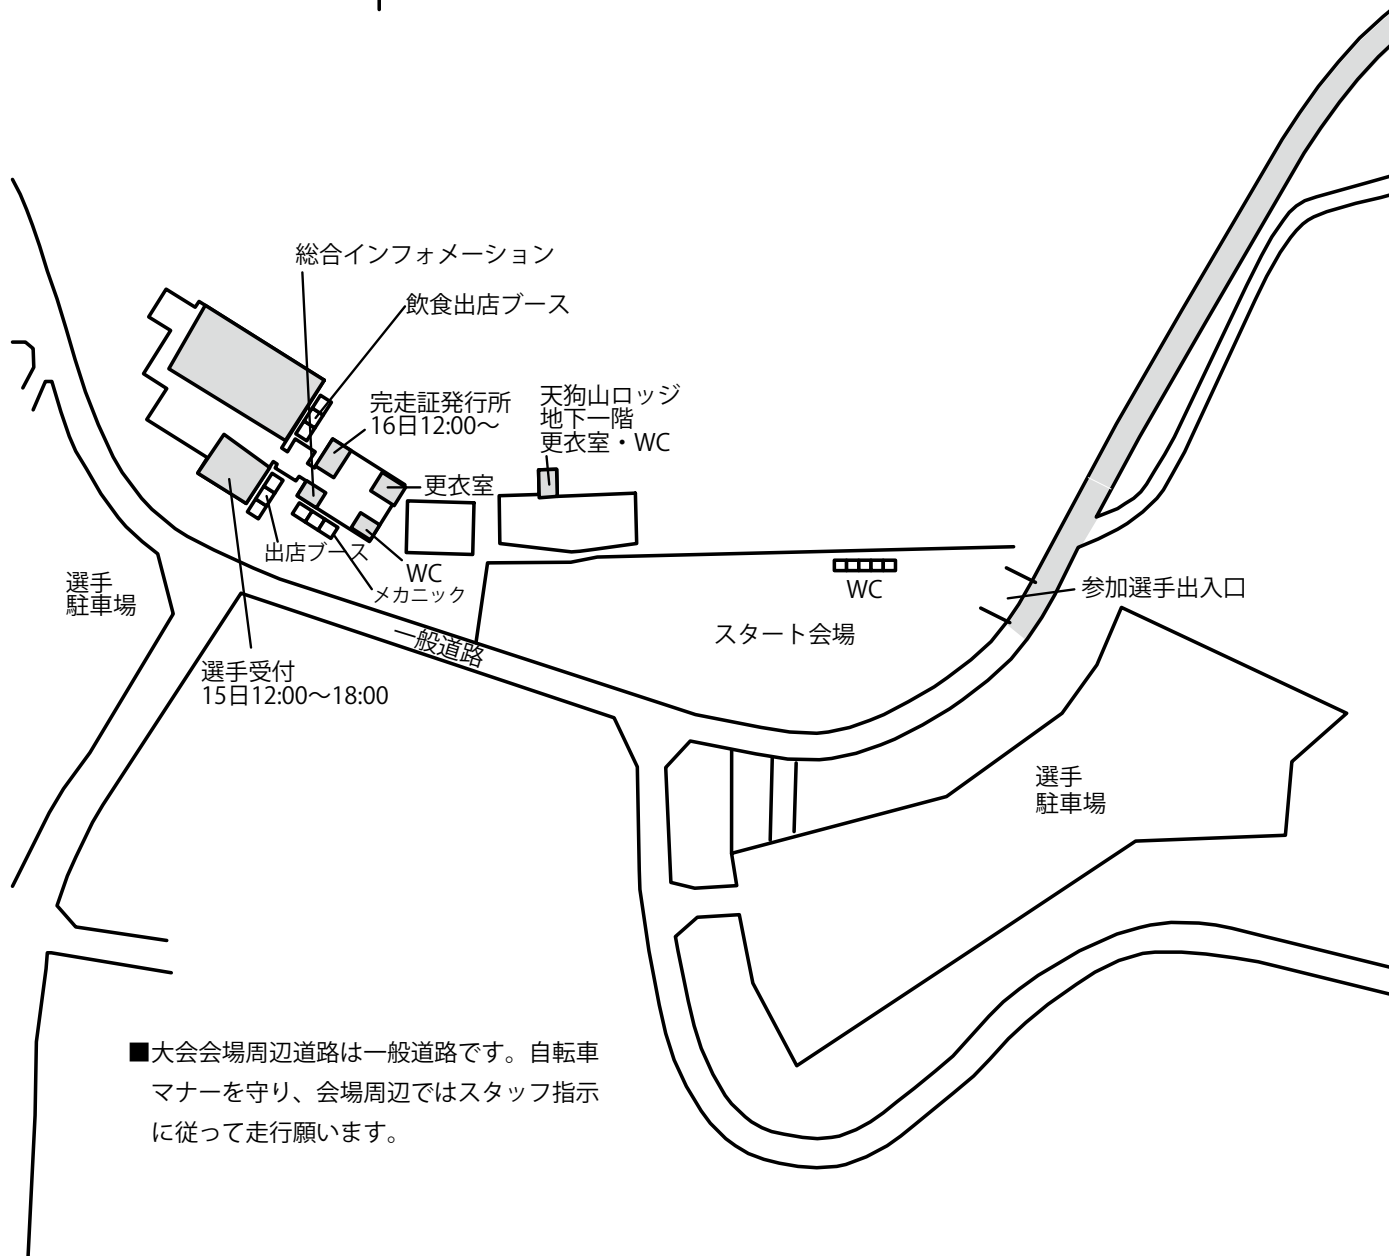 総合インフォメーション
飲食出店ブース
完走証発行所
16日12:00～
天狗山ロッジ
地下一階
更衣室・WC
更衣室
出店ブース
WC
メカニック
選手
駐車場
一般道路
WC
スタート会場
参加選手出入口
選手受付
15日12:00～18:00
選手
駐車場
■大会会場周辺道路は一般道路です。自転車
マナーを守り、会場周辺ではスタッフ指示
に従って走行願います。